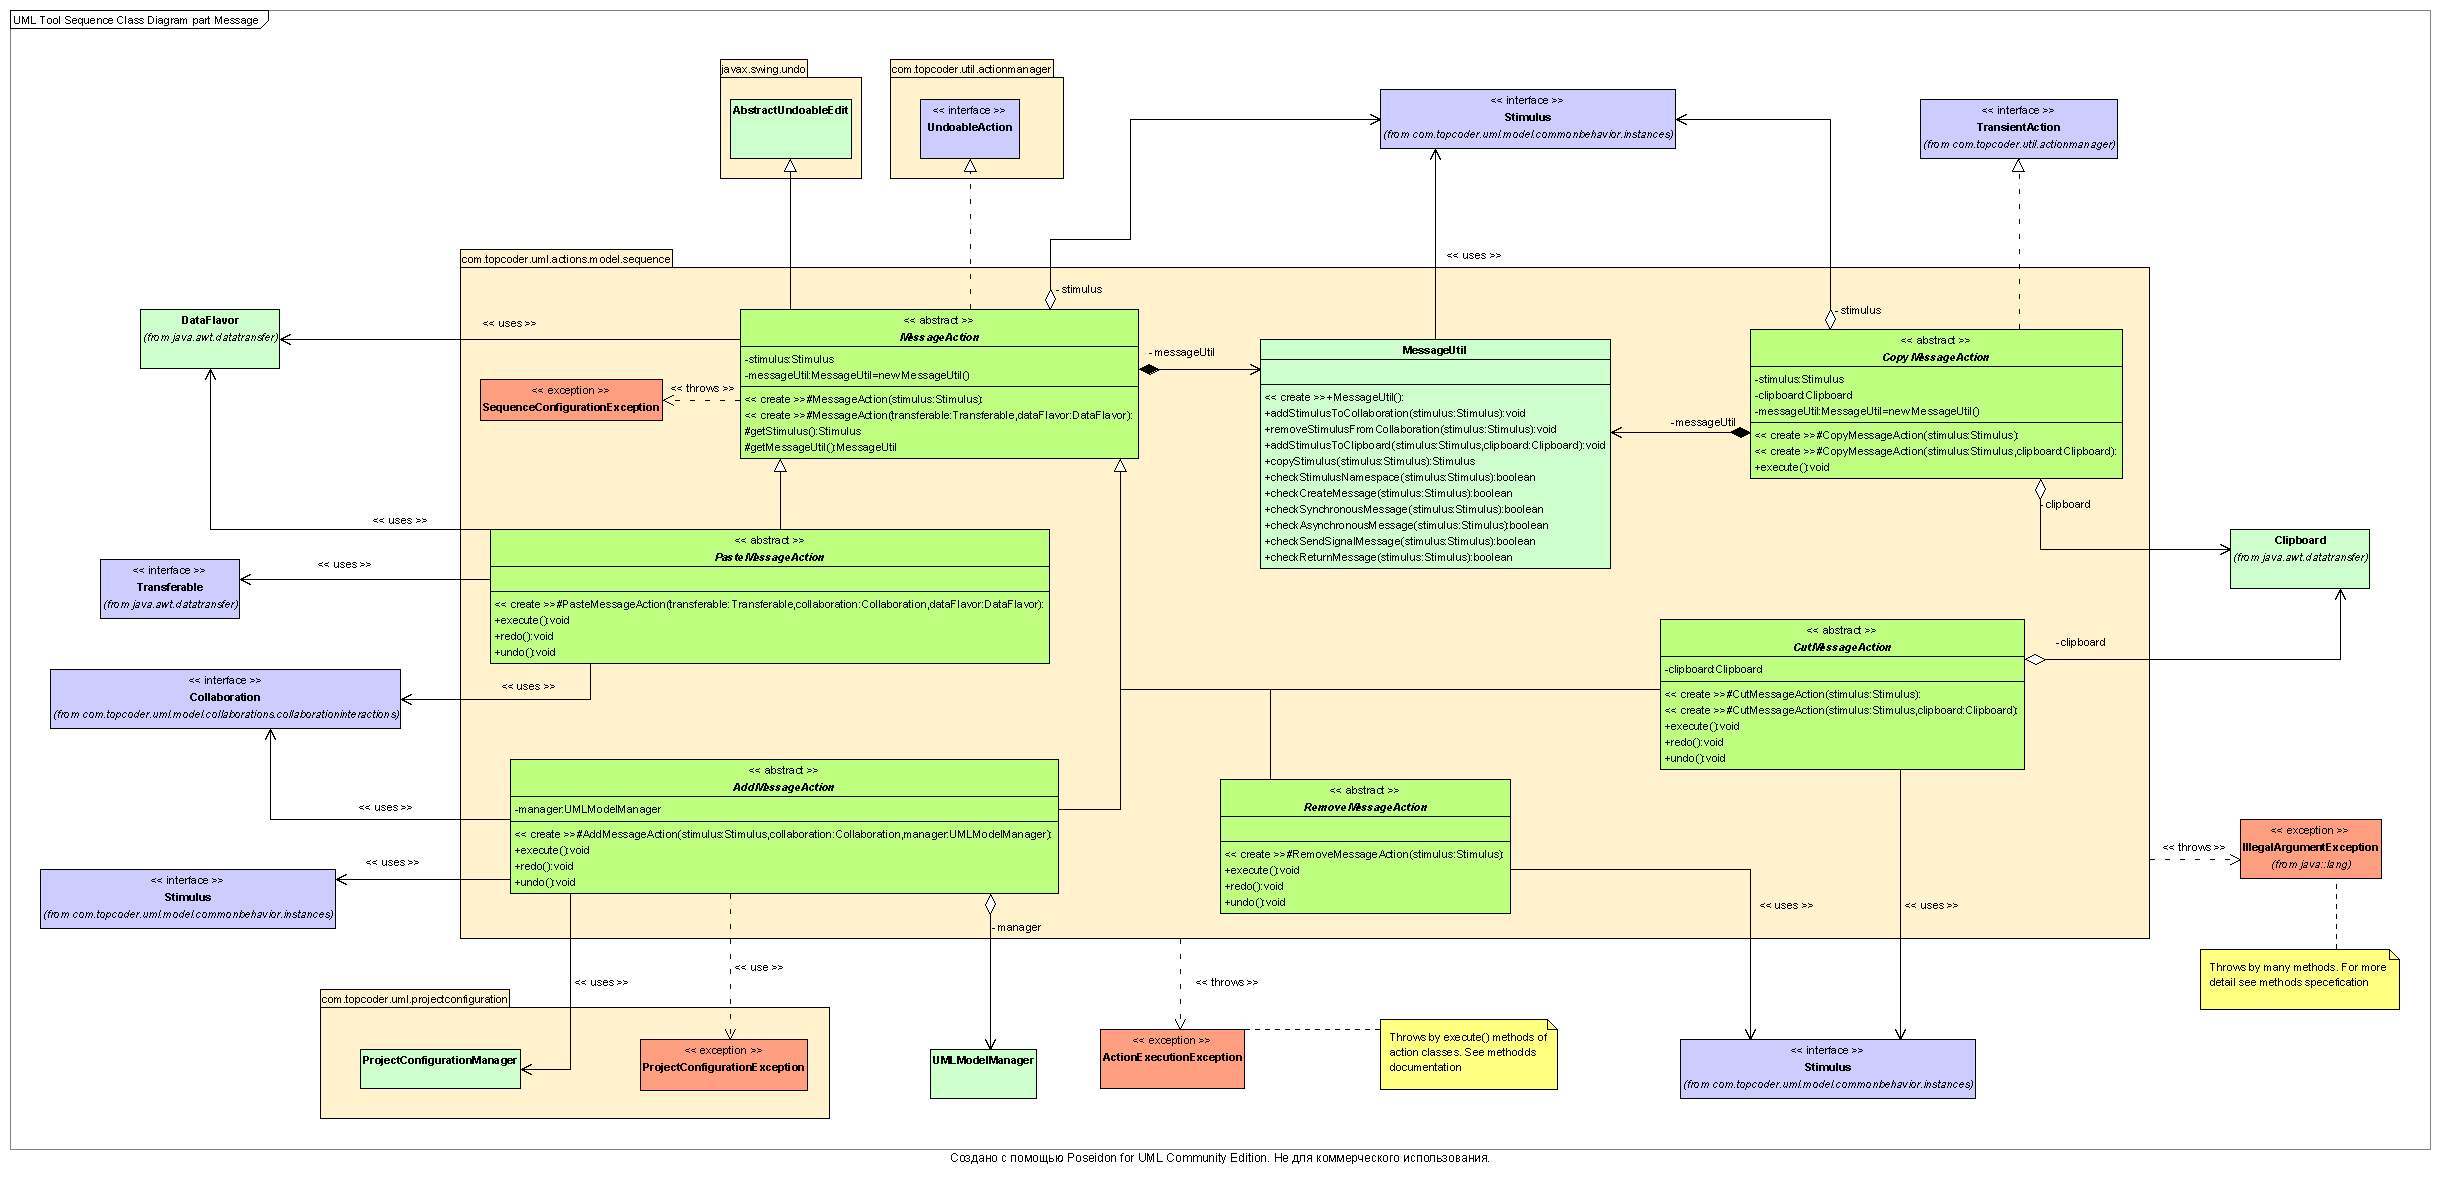 UML Tool Sequence Class Diagram part Message
javax.swing.undo
AbstractUndoableEdit
com.topcoder.util.actionmanager
<< interface >>
UndoableAction
<< interface >>
Stimulus
(from com.topcoder.uml.model.commonbehavior.instances)
<< interface >>
TransientAction
(from com.topcoder.util.actionmanager)
<< uses >>
com.topcoder.uml.actions.model.sequence
- stimulus
- stimulus
DataFlavor
(from java.awt.datatransfer)
<< uses >>
<< abstract >>
MessageAction
-stimulus:Stimulus
-messageUtil:MessageUtil=new MessageUtil()
<< create >>#MessageAction(stimulus:Stimulus):
<< create >>#MessageAction(transferable:Transferable,dataFlavor:DataFlavor):
#getStimulus():Stimulus
#getMessageUtil():MessageUtil
<< exception >>
SequenceConfigurationException
<< throws >>
- messageUtil
MessageUtil
<< create >>+MessageUtil():
+addStimulusToCollaboration(stimulus:Stimulus):void
+removeStimulusFromCollaboration(stimulus:Stimulus):void
+addStimulusToClipboard(stimulus:Stimulus,clipboard:Clipboard):void
+copyStimulus(stimulus:Stimulus):Stimulus
+checkStimulusNamespace(stimulus:Stimulus):boolean
+checkCreateMessage(stimulus:Stimulus):boolean
+checkSynchronousMessage(stimulus:Stimulus):boolean
+checkAsynchronousMessage(stimulus:Stimulus):boolean
+checkSendSignalMessage(stimulus:Stimulus):boolean
+checkReturnMessage(stimulus:Stimulus):boolean
-messageUtil
<< abstract >>
CopyMessageAction
-stimulus:Stimulus
-clipboard:Clipboard
-messageUtil:MessageUtil=new MessageUtil()
<< create >>#CopyMessageAction(stimulus:Stimulus):
<< create >>#CopyMessageAction(stimulus:Stimulus,clipboard:Clipboard):
+execute():void
- clipboard
Clipboard
(from java.awt.datatransfer)
<< uses >>
<< abstract >>
PasteMessageAction
<< create >>#PasteMessageAction(transferable:Transferable,collaboration:Collaboration,dataFlavor:DataFlavor):
+execute():void
+redo():void
+undo():void
<< uses >>
<< interface >>
Transferable
(from java.awt.datatransfer)
<< uses >>
<< interface >>
Collaboration
(from com.topcoder.uml.model.collaborations.collaborationinteractions)
<< abstract >>
CutMessageAction
-clipboard:Clipboard
<< create >>#CutMessageAction(stimulus:Stimulus):
<< create >>#CutMessageAction(stimulus:Stimulus,clipboard:Clipboard):
+execute():void
+redo():void
+undo():void
- clipboard
<< uses >>
<< abstract >>
AddMessageAction
-manager:UMLModelManager
<< create >>#AddMessageAction(stimulus:Stimulus,collaboration:Collaboration,manager:UMLModelManager):
+execute():void
+redo():void
+undo():void
<< abstract >>
RemoveMessageAction
<< create >>#RemoveMessageAction(stimulus:Stimulus):
+execute():void
+redo():void
+undo():void
<< uses >>
<< interface >>
Stimulus
(from com.topcoder.uml.model.commonbehavior.instances)
<< uses >>
<< uses >>
<< throws >>
<< exception >>
IllegalArgumentException
(from java::lang)
Throws by many methods. For more
detail see methods specefication
- manager
<< use >>
<< uses >>
<< throws >>
com.topcoder.uml.projectconfiguration
ProjectConfigurationManager
<< exception >>
ProjectConfigurationException
UMLModelManager
<< exception >>
ActionExecutionException
Throws by execute() methods of
action classes. See methodds
documentation
<< interface >>
Stimulus
(from com.topcoder.uml.model.commonbehavior.instances)
Создано с помощью Poseidon for UML Community Edition. Не для коммерческого использования.